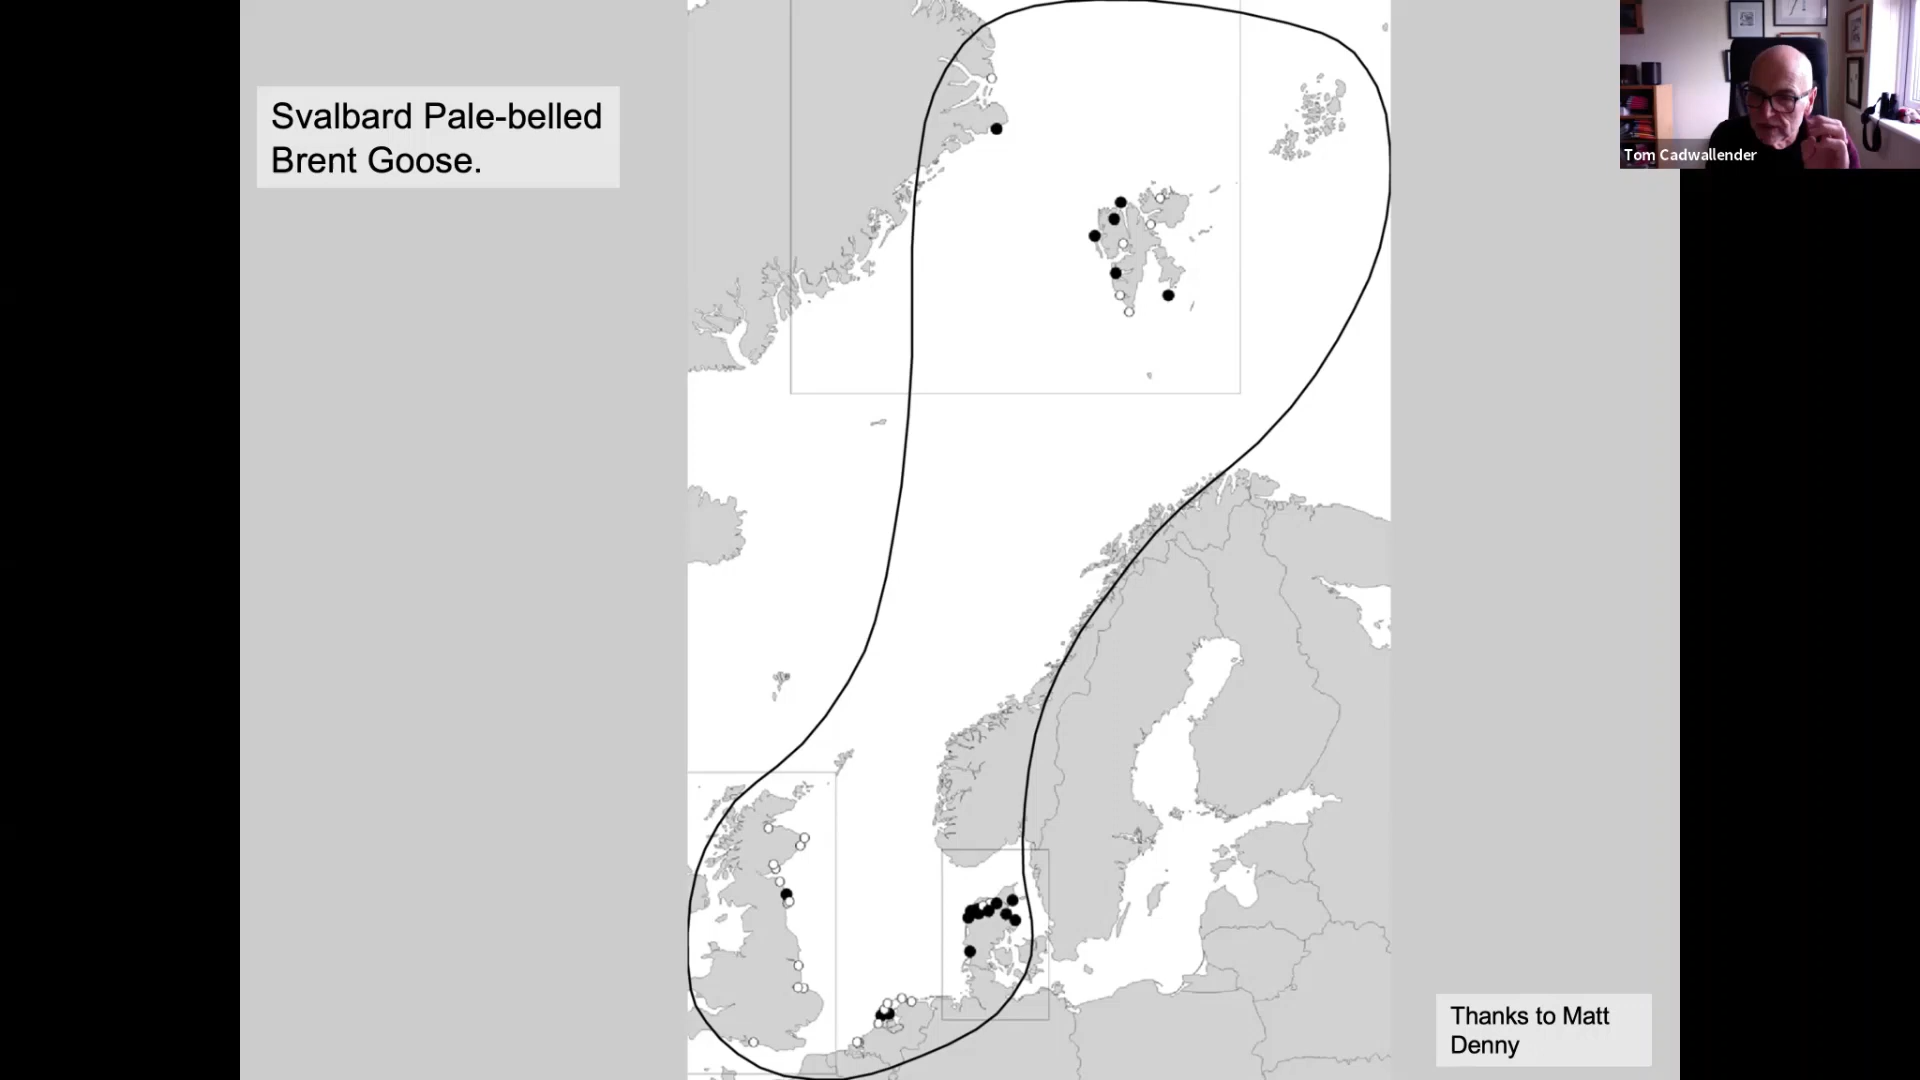 Svalbard Pale-belled
Brent Goose.
Tom Cadwallender
Thanks to Matt
Denny